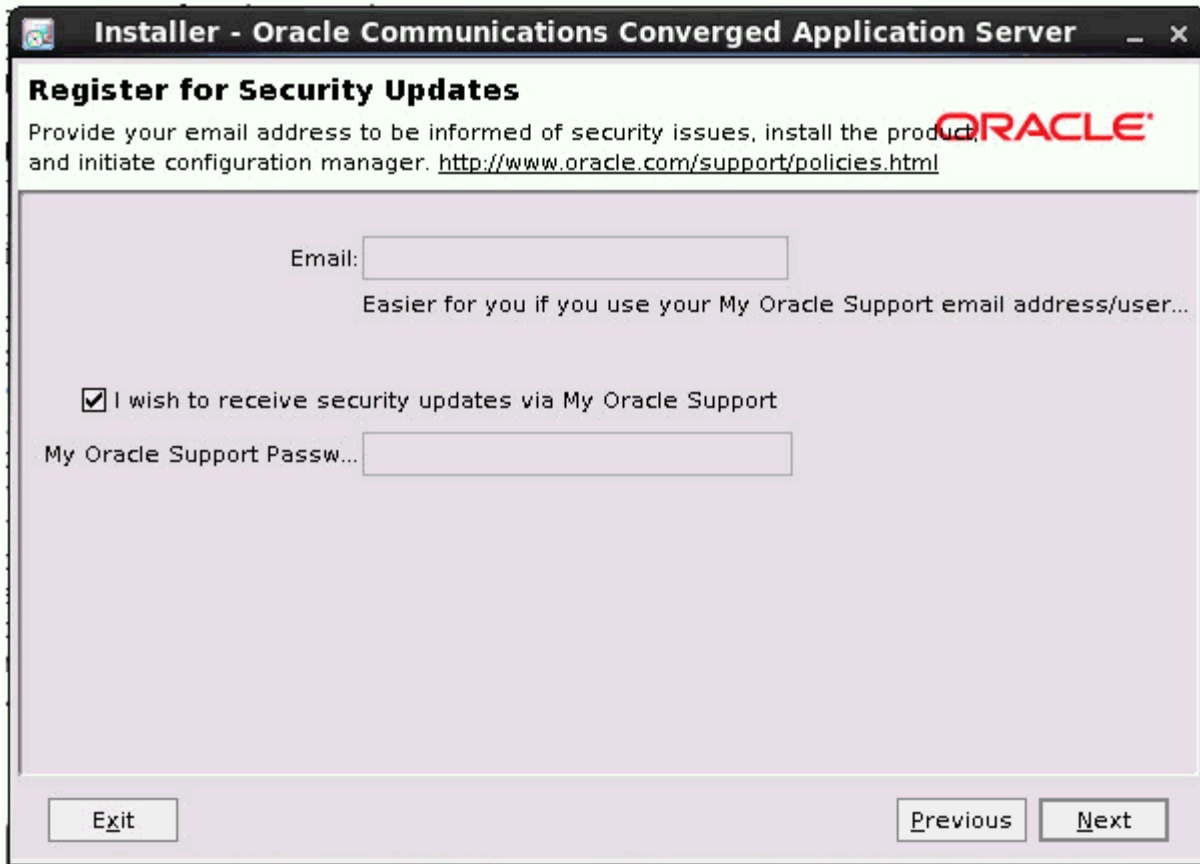 Installer - Oracle Communications Converged Application Server
Register for Security Updates
Provide your email address to be informed of security issues, install the product,
and initiate configuration manager. http://www.oracle.com/support/policies.html
ORACLE
Email:
Easier for you if you use your My Oracle Support email address/user...
I wish to receive security updates via My Oracle Support
My Oracle Support Passw...
Exit
Previous
Next